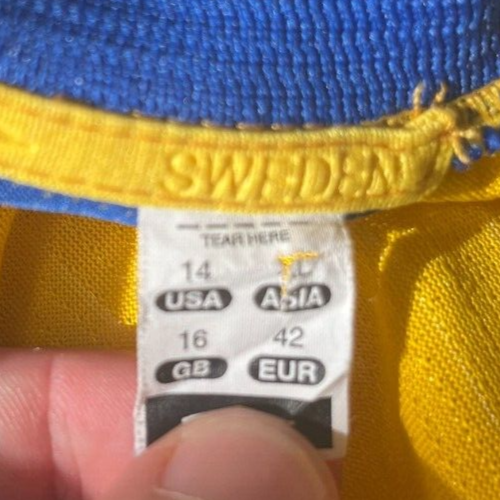 SWEDEN
TEAR HERE
14
USA ASIA
16 42
GB EUR